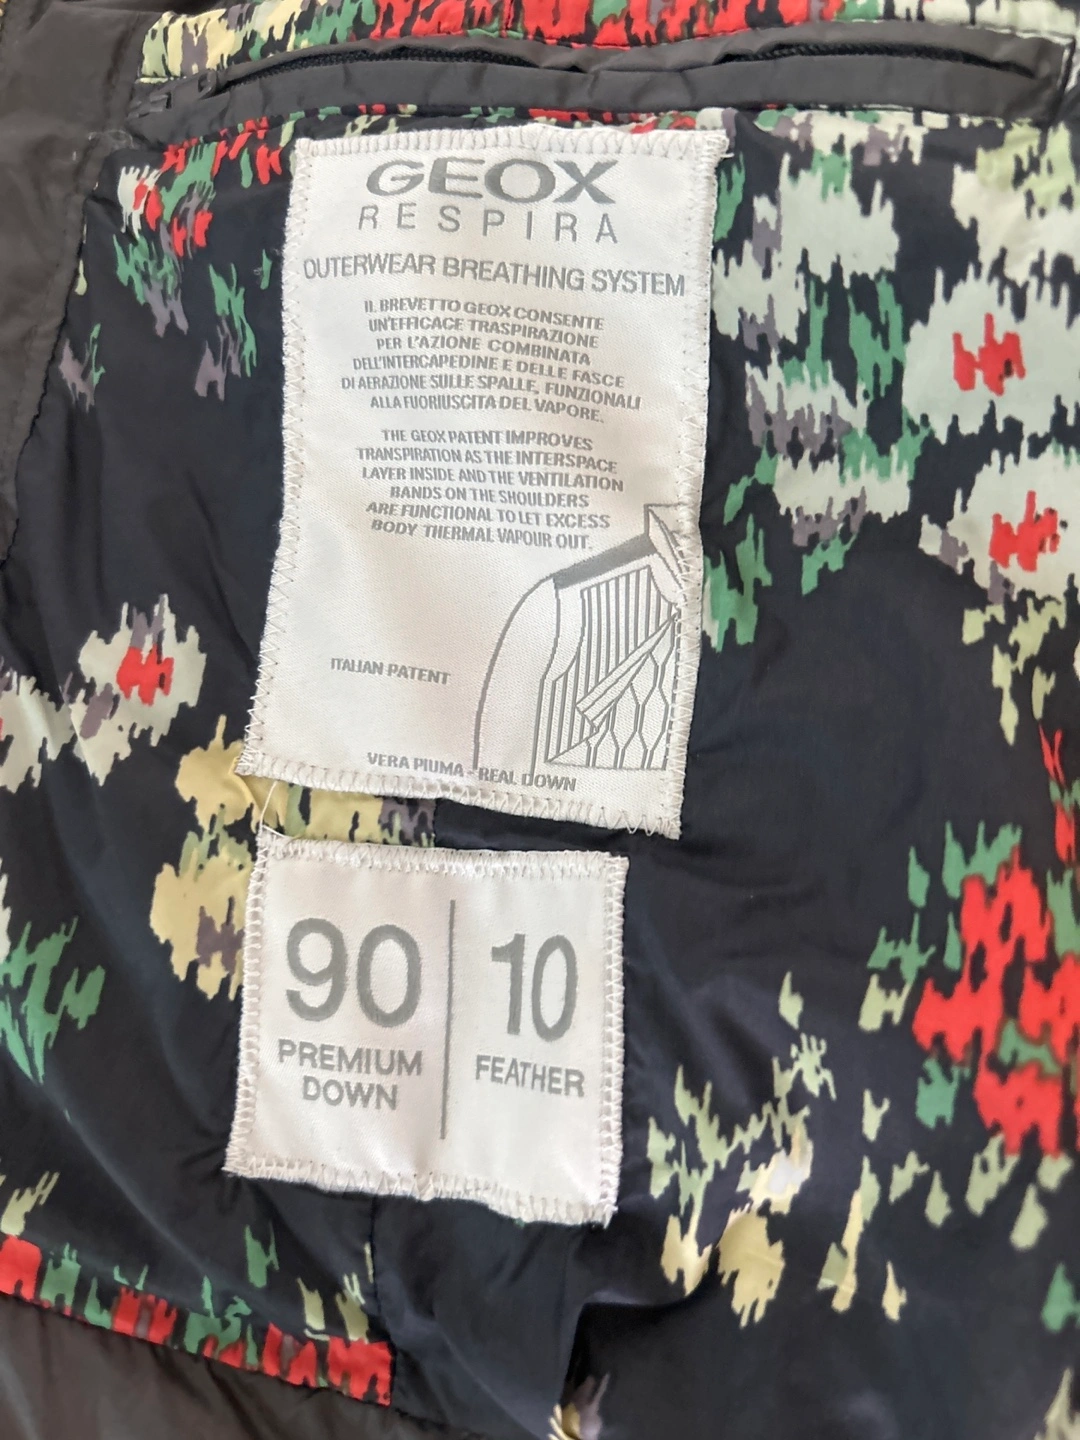 GEOX
RESPIRA
OUTERWEAR BREATHING SYSTEM
IL BREVETTO GEOX CONSENTE
UN'EFFICACE TRASPIRAZIONE
PER L'AZIONE COMBINATA
DELL'INTERCAPEDINE E DELLE FASCE
DI AERAZIONE SULLE SPALLE, FUNZIONALI
ALLA FUORIUSCITA DEL VAPORE.
THE GEOX PATENT IMPROVES
TRANSPIRATION AS THE INTERSPACE
LAYER INSIDE AND THE VENTILATION
BANDS ON THE SHOULDERS
ARE FUNCTIONAL TO LET EXCESS
BODY THERMAL VAPOUR OUT.
ITALIAN PATENT
VERA PIUMA - REAL DOWN
90 10
PREMIUM DOWN
FEATHER